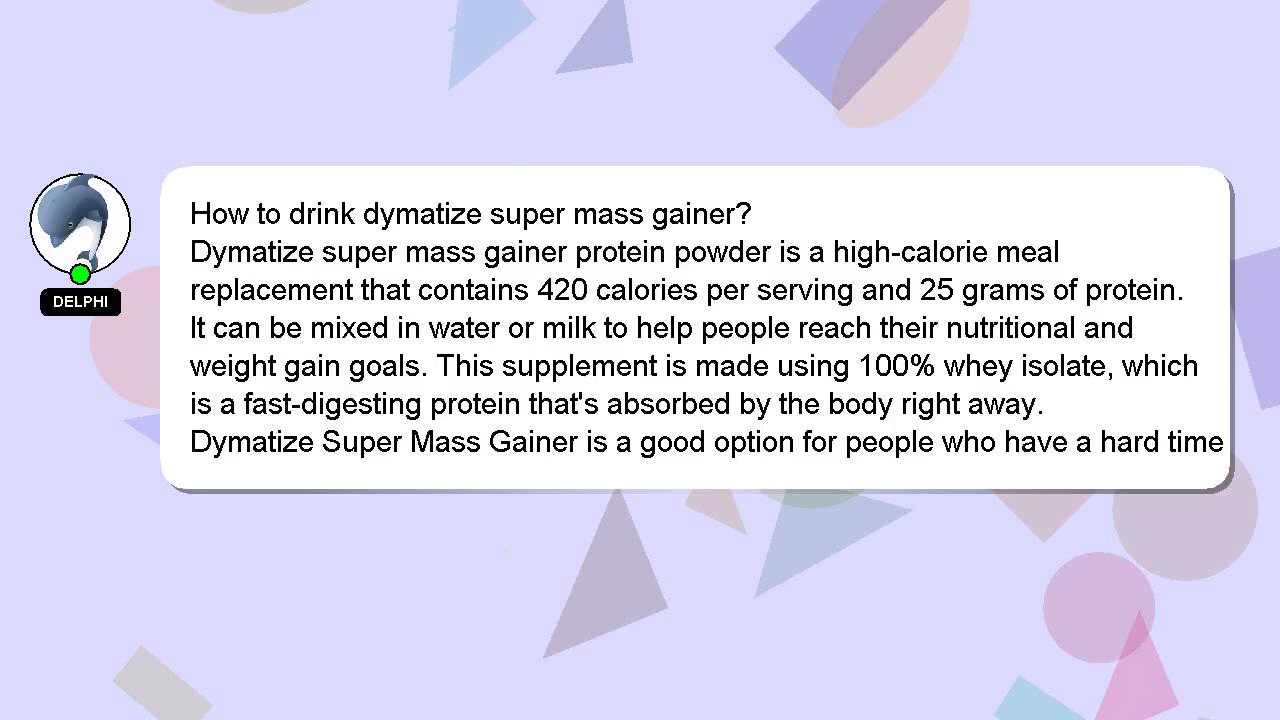 DELPHI
How to drink dymatize super mass gainer?
Dymatize super mass gainer protein powder is a high-calorie meal
replacement that contains 420 calories per serving and 25 grams of protein.
It can be mixed in water or milk to help people reach their nutritional and
weight gain goals. This supplement is made using 100% whey isolate, which
is a fast-digesting protein that's absorbed by the body right away.
Dymatize Super Mass Gainer is a good option for people who have a hard time